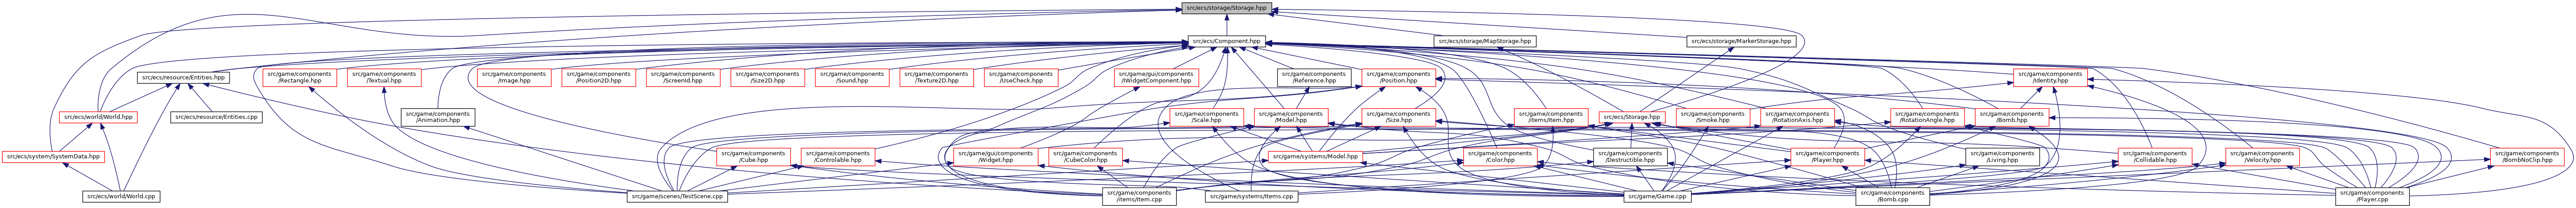 src/ecs/storage/Storage.hpp
src/ecs/Component.hpp
src/ecs/storage/MapStorage.hpp
src/ecs/storage/MarkerStorage.hpp
src/ecs/resource/Entities.hpp
src/game/components
/Rectangle.hpp
src/game/components
/Textual.hpp
src/game/components
/Image.hpp
src/game/components
/Position2D.hpp
src/game/components
/ScreenId.hpp
src/game/components
/Size2D.hpp
src/game/components
/Sound.hpp
src/game/components
/Texture2D.hpp
src/game/components
/UseCheck.hpp
src/game/gui/components
/IWidgetComponent.hpp
src/game/components
/Reference.hpp
src/game/components
/Position.hpp
src/game/components
/Identity.hpp
src/ecs/world/World.hpp
src/ecs/resource/Entities.cpp
src/game/components
/Animation.hpp
src/game/components
/Scale.hpp
src/game/components
/Model.hpp
src/game/components
/Size.hpp
src/game/components
/items/Item.hpp
src/ecs/Storage.hpp
src/game/components
/Smoke.hpp
src/game/components
/RotationAxis.hpp
src/game/components
/RotationAngle.hpp
src/game/components
/Bomb.hpp
src/ecs/system/SystemData.hpp
src/game/components
/Cube.hpp
src/game/components
/Controlable.hpp
src/game/gui/components
/Widget.hpp
src/game/components
/CubeColor.hpp
src/game/systems/Model.hpp
src/game/components
/Color.hpp
src/game/components
/Destructible.hpp
src/game/components
/Player.hpp
src/game/components
/Living.hpp
src/game/components
/Collidable.hpp
src/game/components
/Velocity.hpp
src/game/components
/BombNoClip.hpp
src/ecs/world/World.cpp
src/game/scenes/TestScene.cpp
src/game/components
/items/Item.cpp
src/game/systems/Items.cpp
src/game/Game.cpp
src/game/components
/Bomb.cpp
src/game/components
/Player.cpp